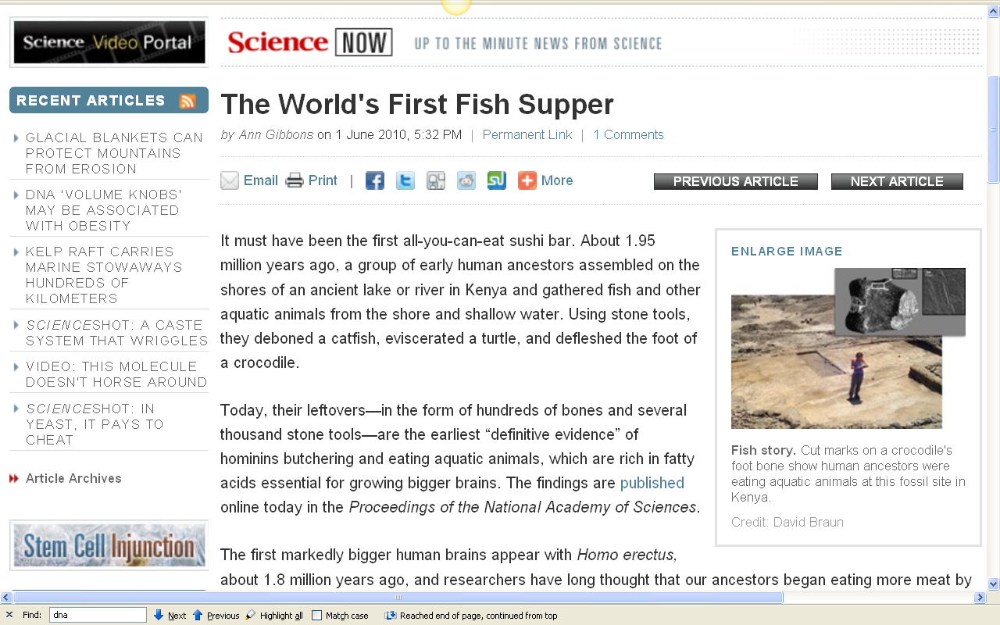 Science Video Portal
Science NOW UP TO THE MINUTE NEWS FROM SCIENCE
RECENT ARTICLES
GLACIAL BLANKETS CAN
PROTECT MOUNTAINS
FROM EROSION
DNA 'VOLUME KNOBS'
MAY BE ASSOCIATED
WITH OBESITY
KELP RAFT CARRIES
MARINE STOWAWAYS
HUNDREDS OF
KILOMETERS
SCIENCESHOT: A CASTE
SYSTEM THAT WRIGGLES
VIDEO: THIS MOLECULE
DOESN'T HORSE AROUND
SCIENCESHOT: IN
YEAST, IT PAYS TO
CHEAT
Article Archives
Stem Cell Injunction
The World's First Fish Supper
by Ann Gibbons on 1 June 2010, 5:32 PM | Permanent Link | 1 Comments
Email Print | More PREVIOUS ARTICLE NEXT ARTICLE
It must have been the first all-you-can-eat sushi bar. About 1.95
million years ago, a group of early human ancestors assembled on the
shores of an ancient lake or river in Kenya and gathered fish and other
aquatic animals from the shore and shallow water. Using stone tools,
they deboned a catfish, eviscerated a turtle, and defleshed the foot of
a crocodile.
Today, their leftovers—in the form of hundreds of bones and several
thousand stone tools—are the earliest “definitive evidence” of
hominins butchering and eating aquatic animals, which are rich in fatty
acids essential for growing bigger brains. The findings are published
online today in the Proceedings of the National Academy of Sciences.
The first markedly bigger human brains appear with Homo erectus,
about 1.8 million years ago, and researchers have long thought that our ancestors began eating more meat by
ENLARGE IMAGE
Fish story. Cut marks on a crocodile's
foot bone show human ancestors were
eating aquatic animals at this fossil site in
Kenya.
Credit: David Braun
Find: dna Next Previous Highlight all Match case Reached end of page, continued from top